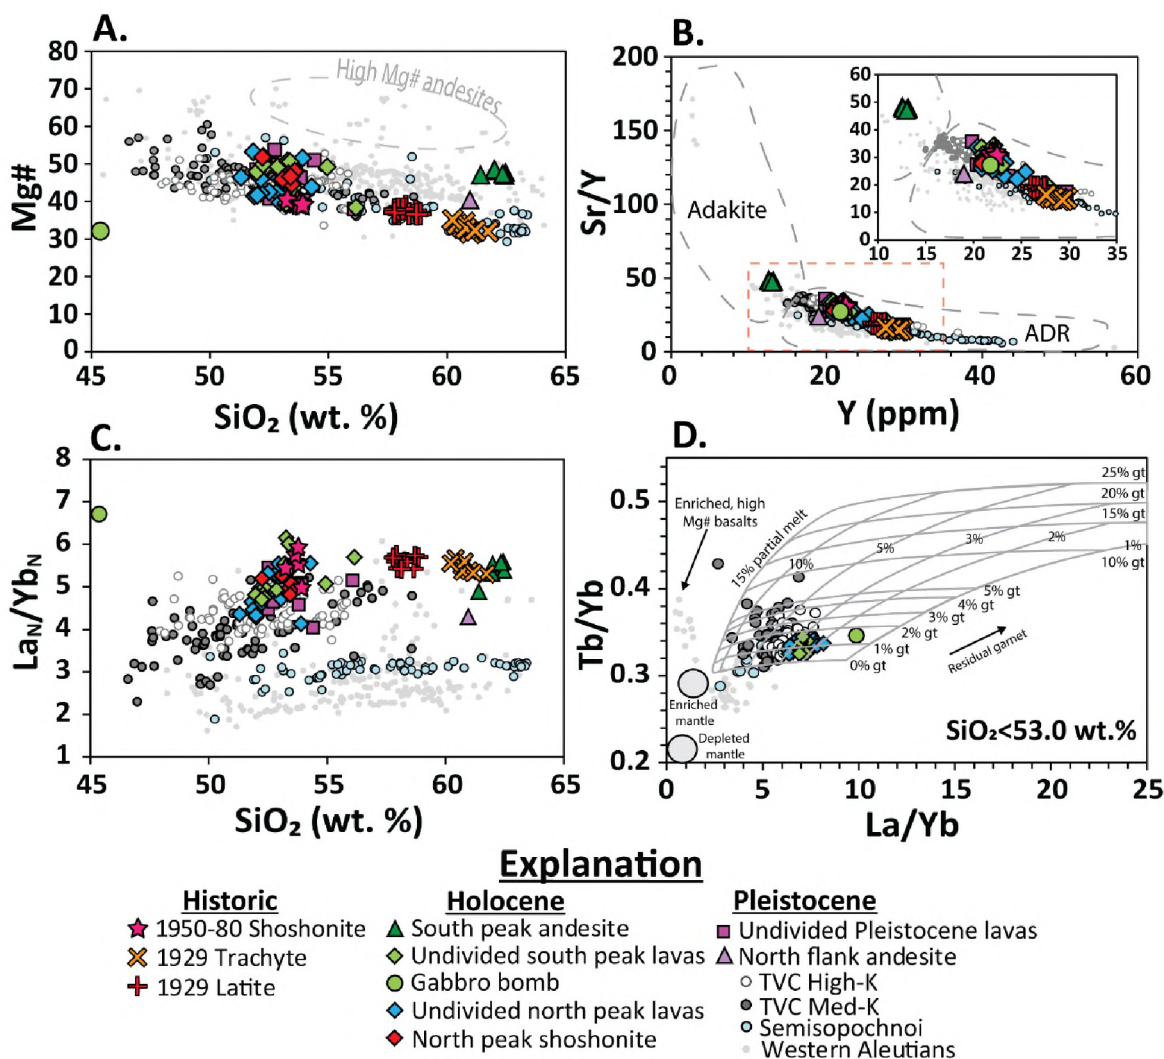 A.
80
70
60
50
40
30
20
10
0
Mg#
High Mg# andesites
45
50
55
60
65
SiO₂ (wt. %)
B.
200
150
100
50
0
Sr/Y
Adakite
ADR
60
50
40
30
20
10
0
10
15
20
25
30
35
0
20
40
60
Y (ppm)
C.
8
7
6
5
4
3
2
1
Laₙ/Ybₙ
45
50
55
60
65
SiO₂ (wt. %)
D.
0.5
0.4
0.3
0.2
Tb/Yb
Enriched, high
Mg# basalts
15% partial melt
10%
5%
3%
2%
1%
25% gt
20% gt
15% gt
10% gt
5% gt
4% gt
3% gt
2% gt
1% gt
0% gt
Residual garnet
Enriched
mantle
Depleted
mantle
SiO₂<53.0 wt.%
0
5
10
15
20
25
La/Yb
Explanation
Historic
1950-80 Shoshonite
1929 Trachyte
1929 Latite
Holocene
South peak andesite
Undivided south peak lavas
Gabbro bomb
Undivided north peak lavas
North peak shoshonite
Pleistocene
Undivided Pleistocene lavas
North flank andesite
TVC High-K
TVC Med-K
Semisopochnoi
Western Aleutians